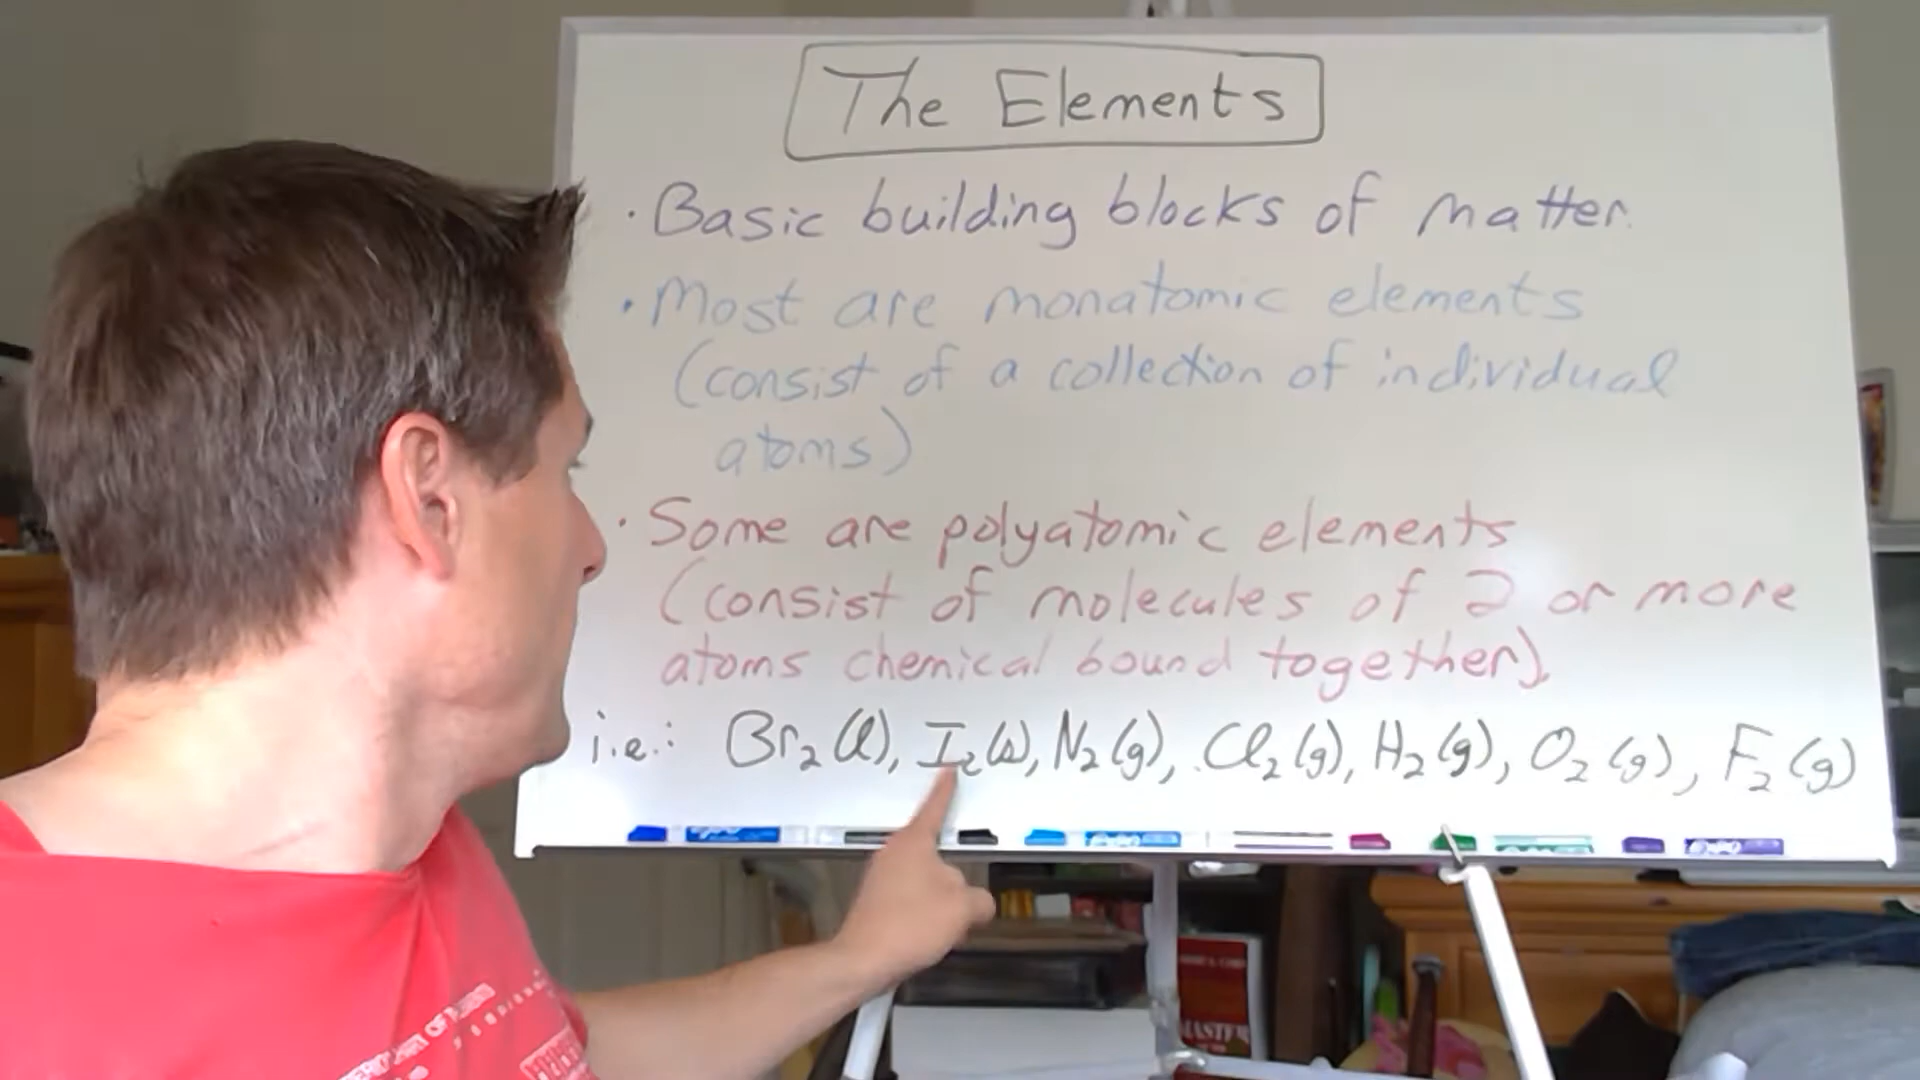 The Elements
· Basic building blocks of matter.
· Most are monatomic elements
(consist of a collection of individual
atoms)
· Some are polyatomic elements
(consist of molecules of 2 or more
atoms chemical bound together).
i.e.: Br₂(l), I₂(s), N₂(g), Cl₂(g), H₂(g), O₂(g), F₂(g)
MASTER